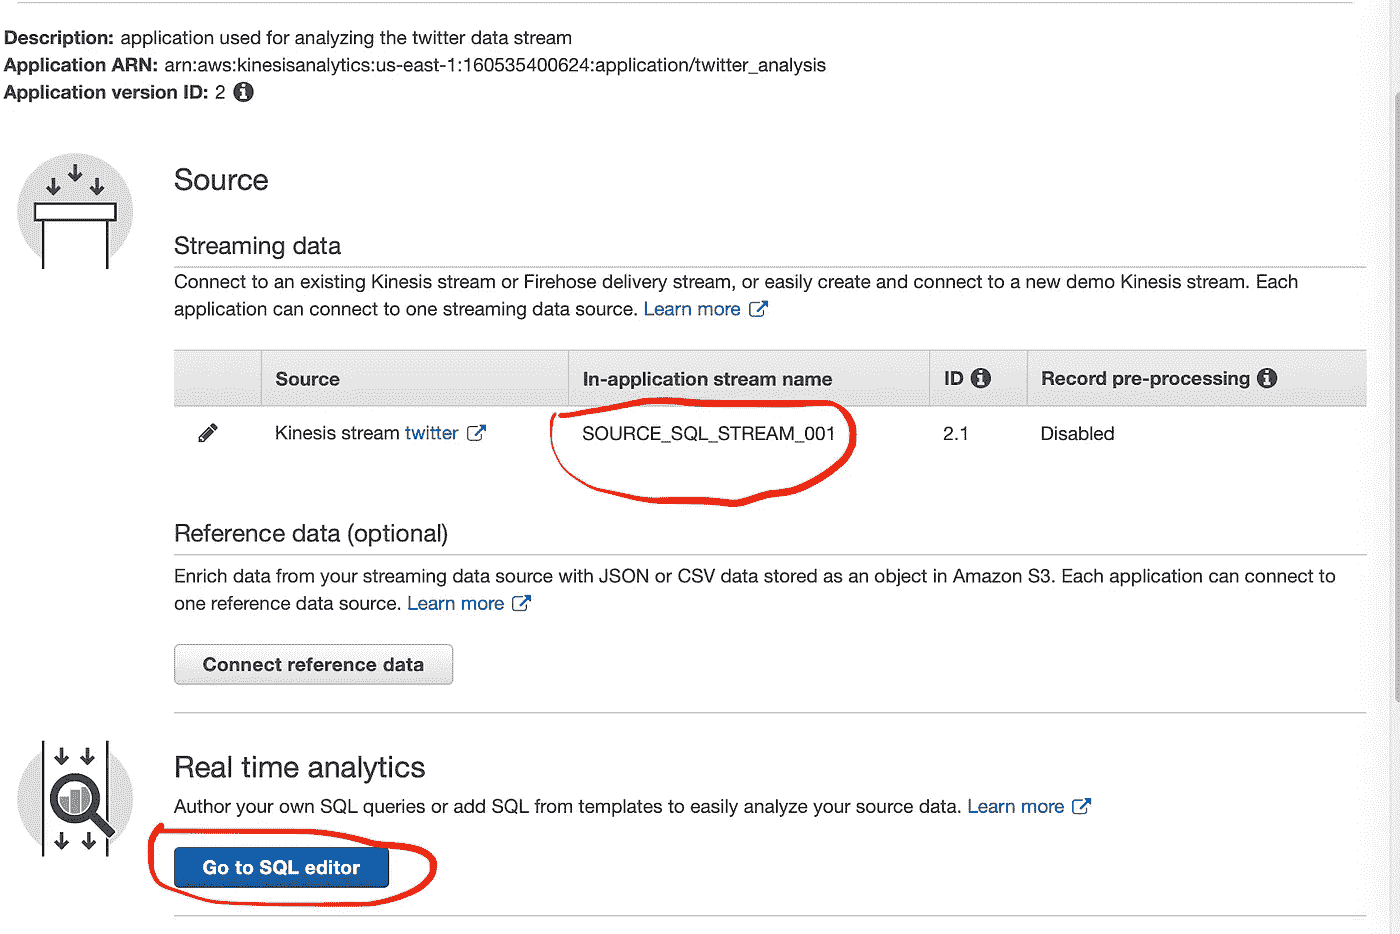 Description: application used for analyzing the twitter data stream
Application ARN: arn:aws:kinesisanalytics:us-east-1:160535400624:application/twitter_analysis
Application version ID: 2
Source
Streaming data
Connect to an existing Kinesis stream or Firehose delivery stream, or easily create and connect to a new demo Kinesis stream. Each
application can connect to one streaming data source. Learn more
Source In-application stream name ID Record pre-processing
Kinesis stream twitter SOURCE_SQL_STREAM_001 2.1 Disabled
Reference data (optional)
Enrich data from your streaming data source with JSON or CSV data stored as an object in Amazon S3. Each application can connect to
one reference data source. Learn more
Connect reference data
Real time analytics
Author your own SQL queries or add SQL from templates to easily analyze your source data. Learn more
Go to SQL editor